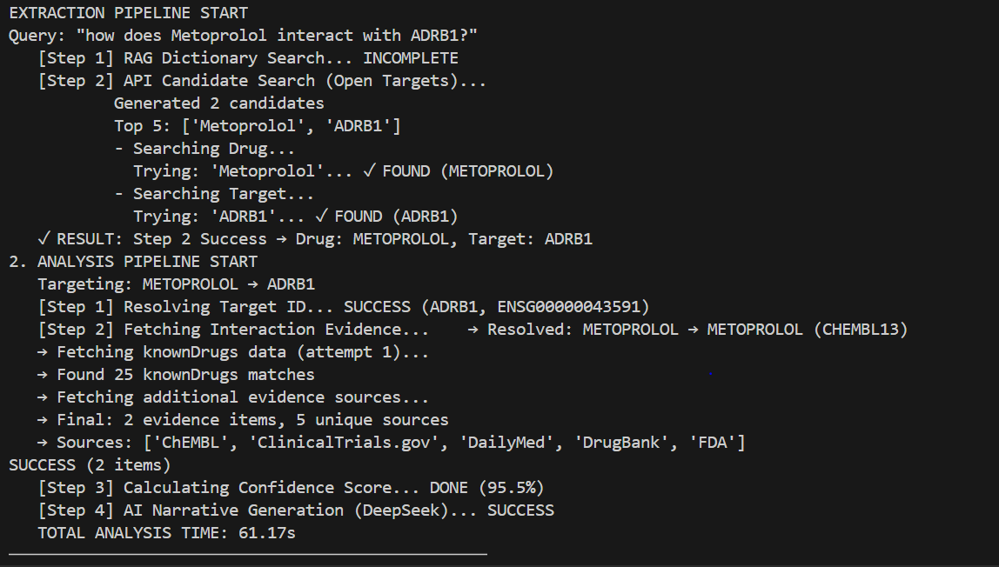 EXTRACTION PIPELINE START
Query: "how does Metoprolol interact with ADRB1?"
[Step 1] RAG Dictionary Search... INCOMPLETE
[Step 2] API Candidate Search (Open Targets)...
Generated 2 candidates
Top 5: ['Metoprolol', 'ADRB1']
- Searching Drug...
Trying: 'Metoprolol'... ✓ FOUND (METOPROLOL)
- Searching Target...
Trying: 'ADRB1'... ✓ FOUND (ADRB1)
✓ RESULT: Step 2 Success → Drug: METOPROLOL, Target: ADRB1
2. ANALYSIS PIPELINE START
Targeting: METOPROLOL → ADRB1
[Step 1] Resolving Target ID... SUCCESS (ADRB1, ENSG00000043591)
[Step 2] Fetching Interaction Evidence... → Resolved: METOPROLOL → METOPROLOL (CHEMBL13)
→ Fetching knownDrugs data (attempt 1)...
→ Found 25 knownDrugs matches
→ Fetching additional evidence sources...
→ Final: 2 evidence items, 5 unique sources
→ Sources: ['ChEMBL', 'ClinicalTrials.gov', 'DailyMed', 'DrugBank', 'FDA']
SUCCESS (2 items)
[Step 3] Calculating Confidence Score... DONE (95.5%)
[Step 4] AI Narrative Generation (DeepSeek)... SUCCESS
TOTAL ANALYSIS TIME: 61.17s